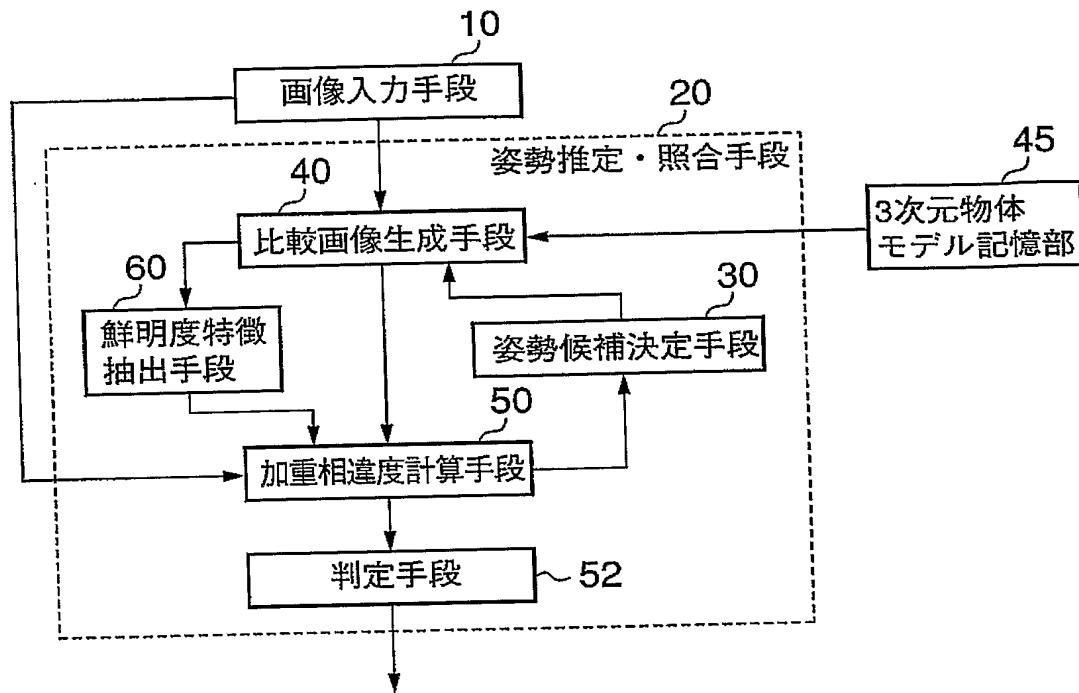 10
画像入力手段
20
姿勢推定・照合手段
40
比較画像生成手段
45
3次元物体
モデル記憶部
60
鮮明度特徴
抽出手段
30
姿勢候補決定手段
50
加重相違度計算手段
判定手段
52